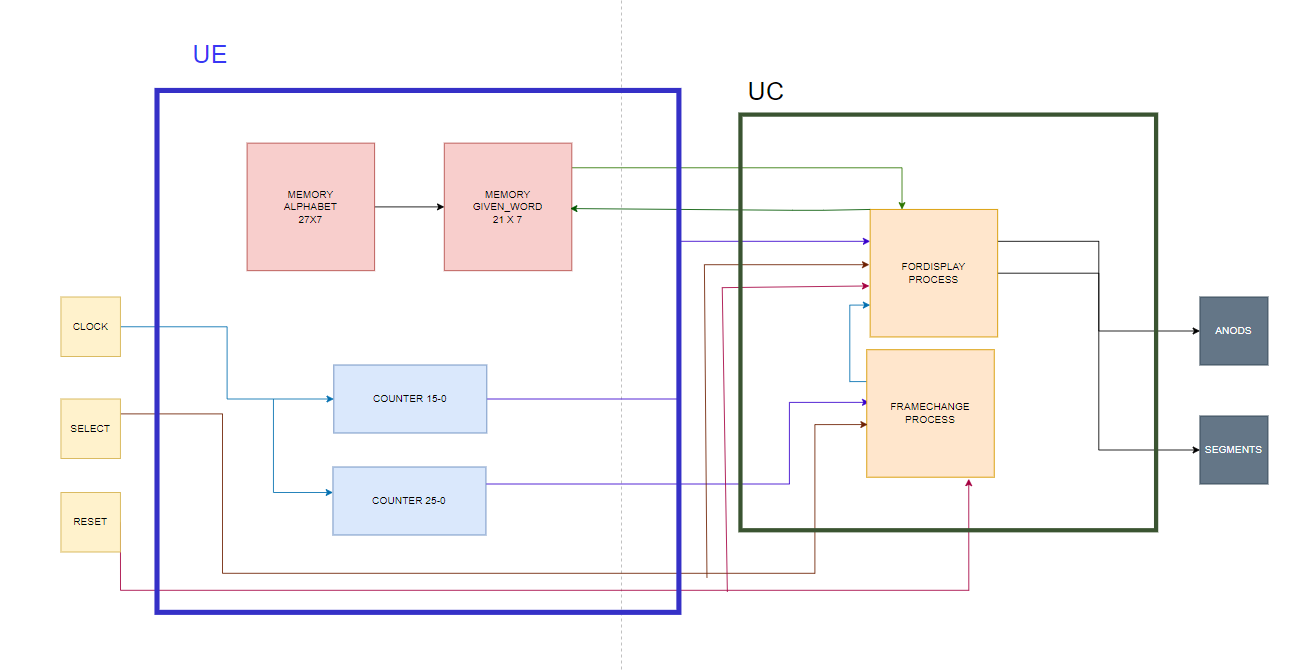 UE
UC
MEMORY
ALPHABET
27X7
MEMORY
GIVEN_WORD
21 X 7
FORDISPLAY
PROCESS
CLOCK
ANODS
COUNTER 15-0
FRAMECHANGE
PROCESS
SELECT
SEGMENTS
COUNTER 25-0
RESET